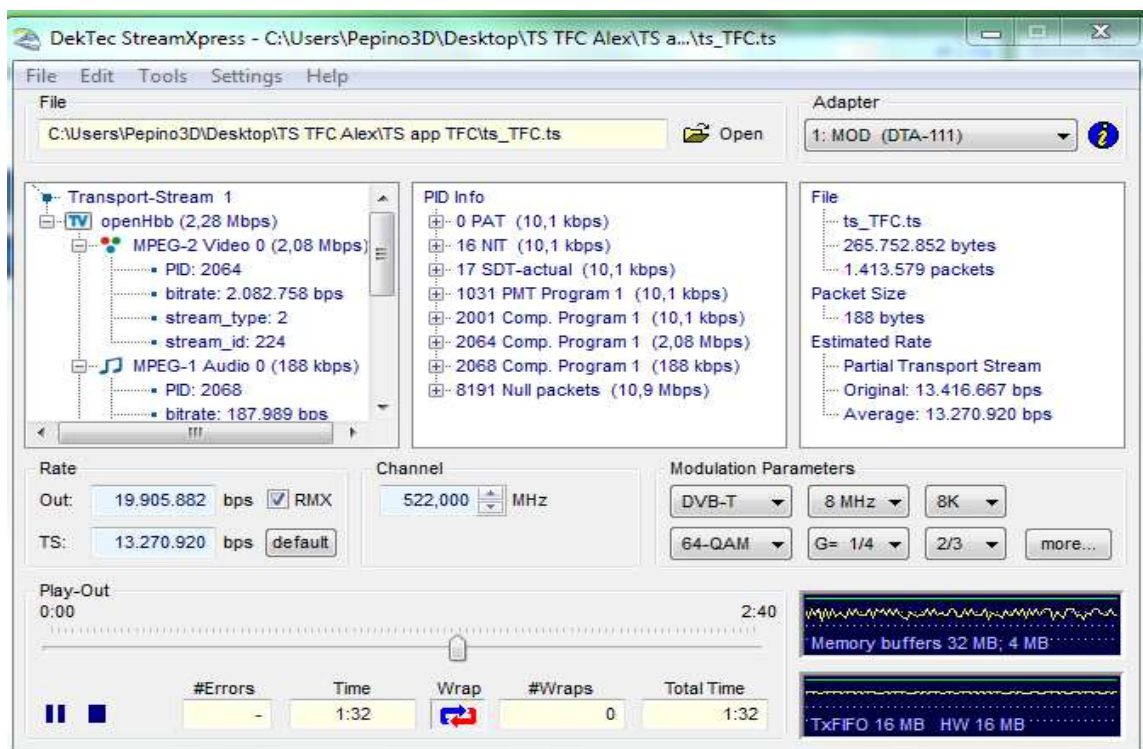 DekTec StreamXpress - C:\Users\Pepino3D\Desktop\TS TFC Alex\TS a...\ts_TFC.ts
File Edit Tools Settings Help
File
C:\Users\Pepino3D\Desktop\TS TFC Alex\TS app TFC\ts_TFC.ts
Open
Adapter
1: MOD (DTA-111)
Transport-Stream 1
TV openHbb (2,28 Mbps)
MPEG-2 Video 0 (2,08 Mbps)
PID: 2064
bitrate: 2.082.758 bps
stream_type: 2
stream_id: 224
MPEG-1 Audio 0 (188 kbps)
PID: 2068
bitrate: 187.989 bps
PID Info
0 PAT (10,1 kbps)
16 NIT (10,1 kbps)
17 SDT-actual (10,1 kbps)
1031 PMT Program 1 (10,1 kbps)
2001 Comp. Program 1 (10,1 kbps)
2064 Comp. Program 1 (2,08 Mbps)
2068 Comp. Program 1 (188 kbps)
8191 Null packets (10,9 Mbps)
File
ts_TFC.ts
265.752.852 bytes
1.413.579 packets
Packet Size
188 bytes
Estimated Rate
Partial Transport Stream
Original: 13.416.667 bps
Average: 13.270.920 bps
Rate
Out: 19.905.882 bps RMX
TS: 13.270.920 bps default
Channel
522,000 MHz
Modulation Parameters
DVB-T 8 MHz 8K
64-QAM G= 1/4 2/3 more...
Play-Out
0:00 2:40
#Errors Time Wrap #Wraps Total Time
- 1:32 0 1:32
Memory buffers 32 MB; 4 MB
TxFIFO 16 MB HW 16 MB